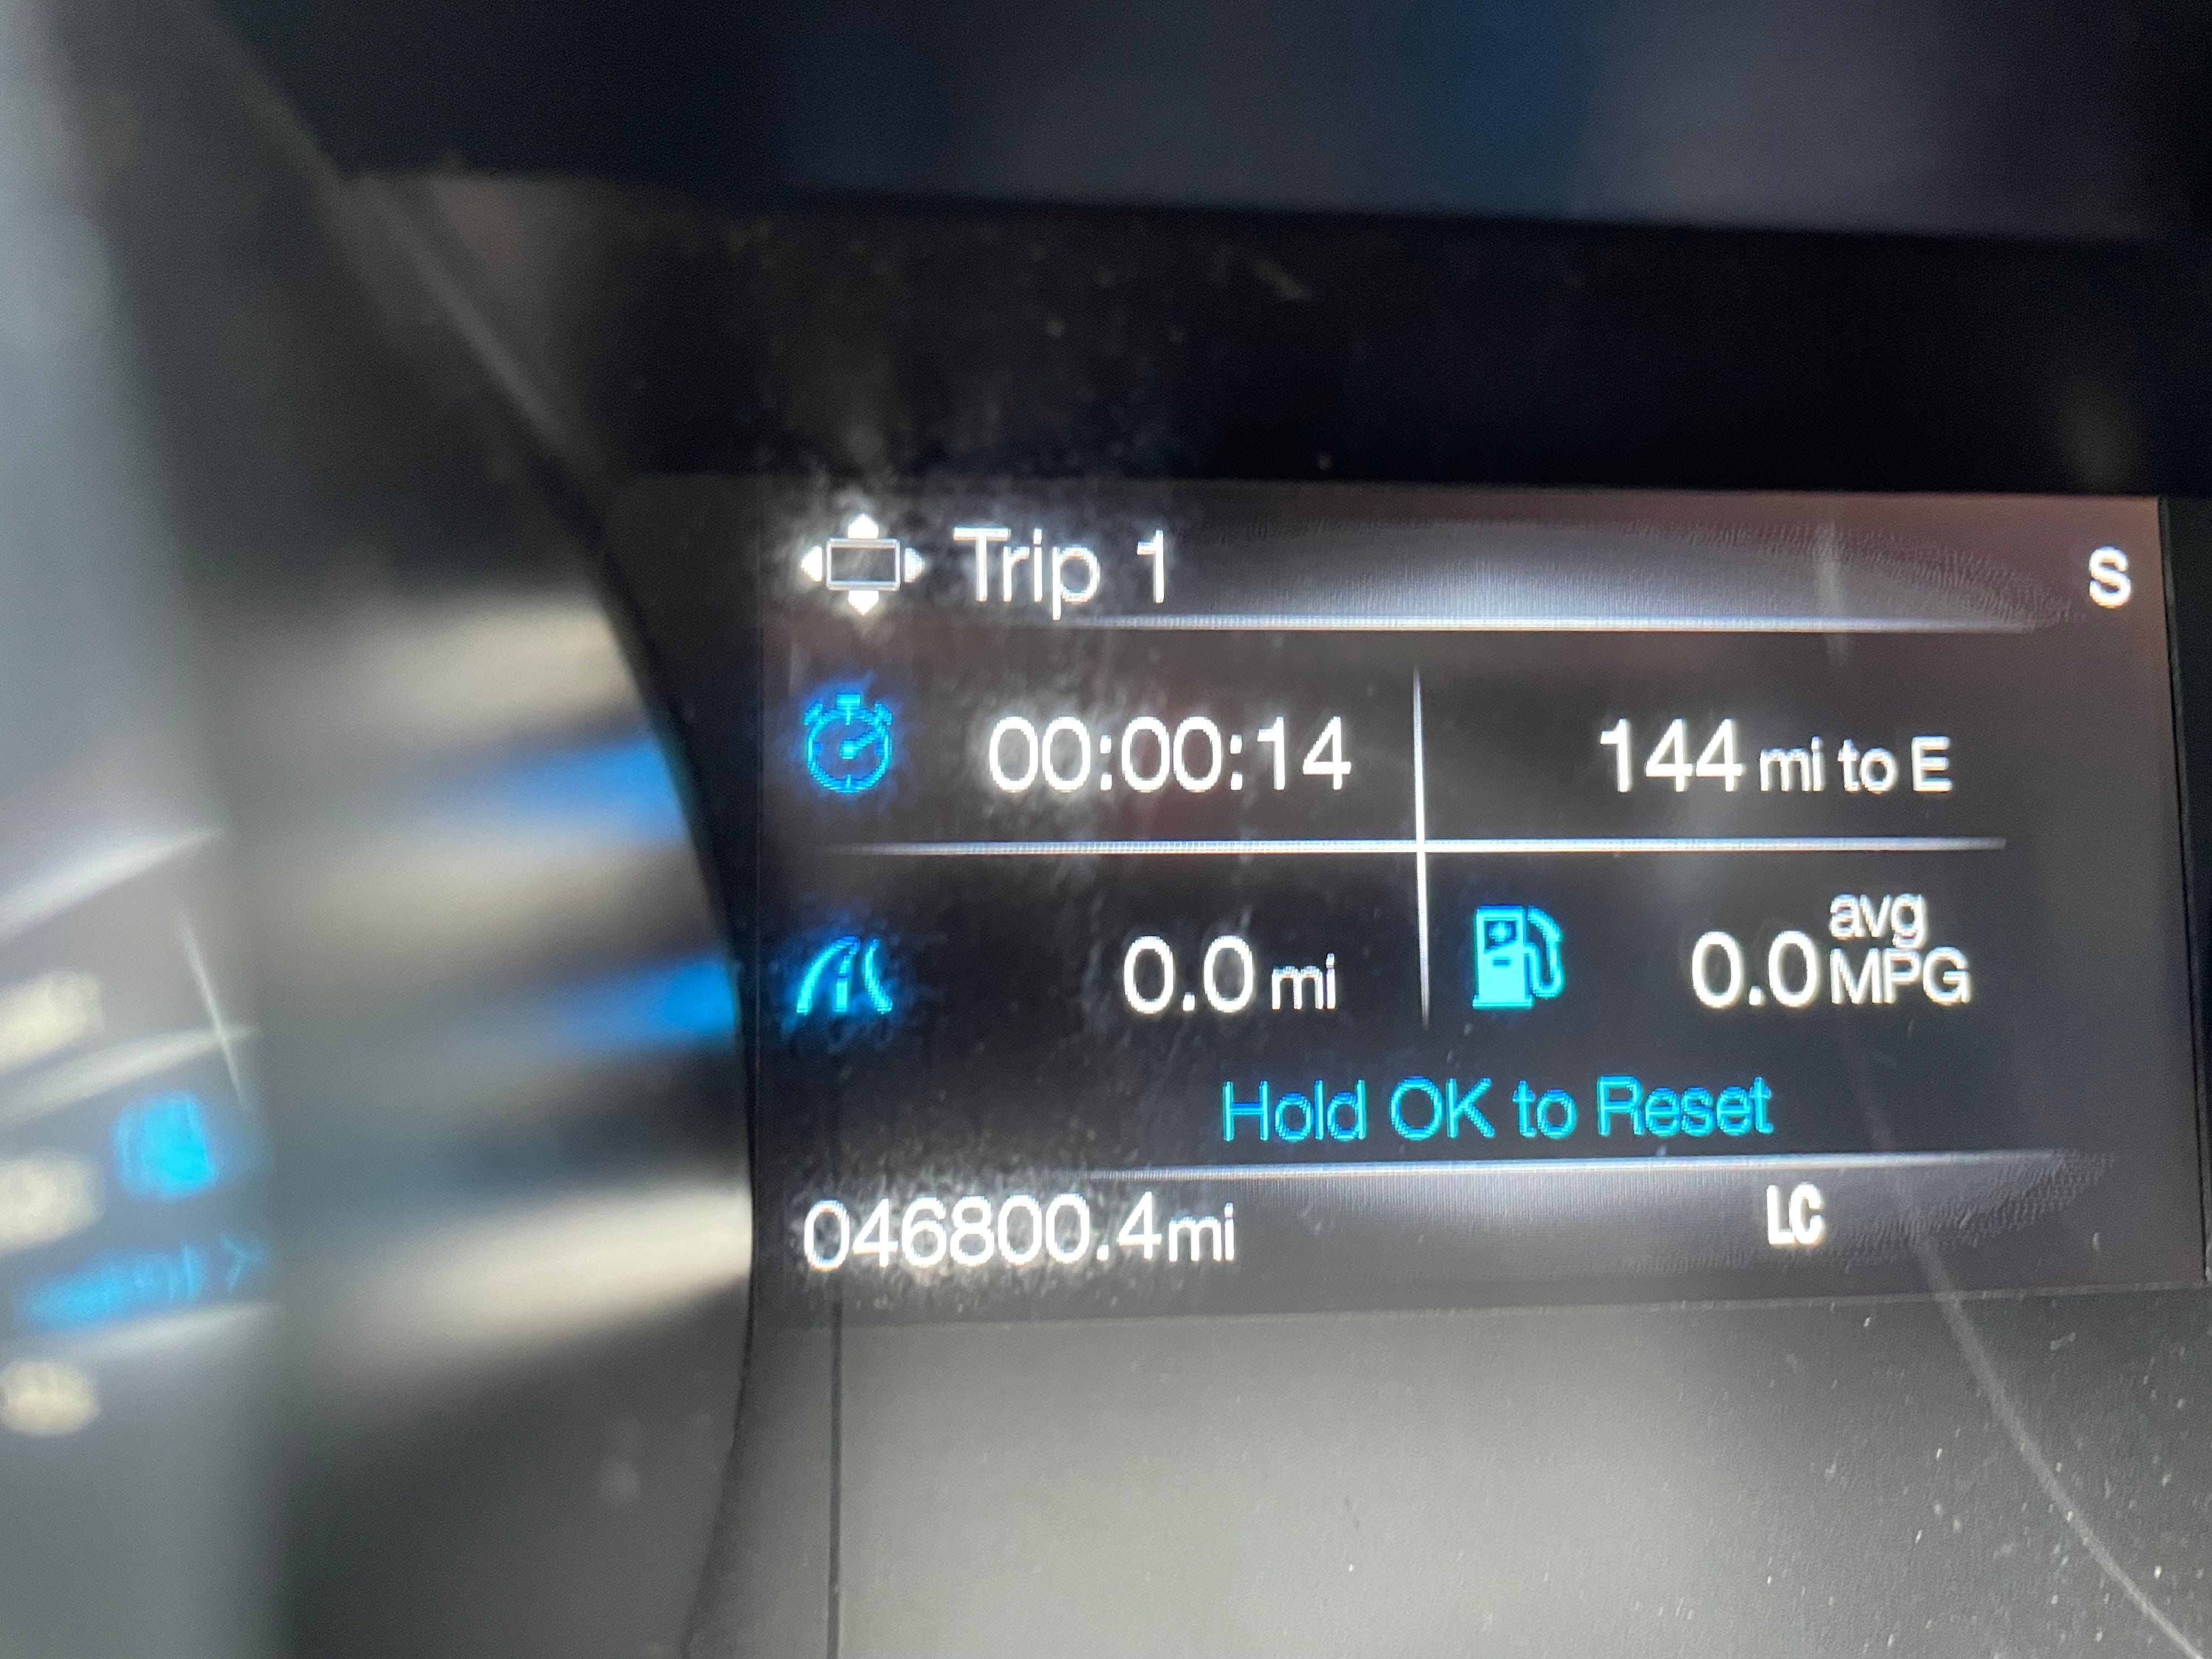 Trip 1
S
00:00:14
144 mi to E
0.0 mi
0.0 avg MPG
Hold OK to Reset
046800.4mi
LC